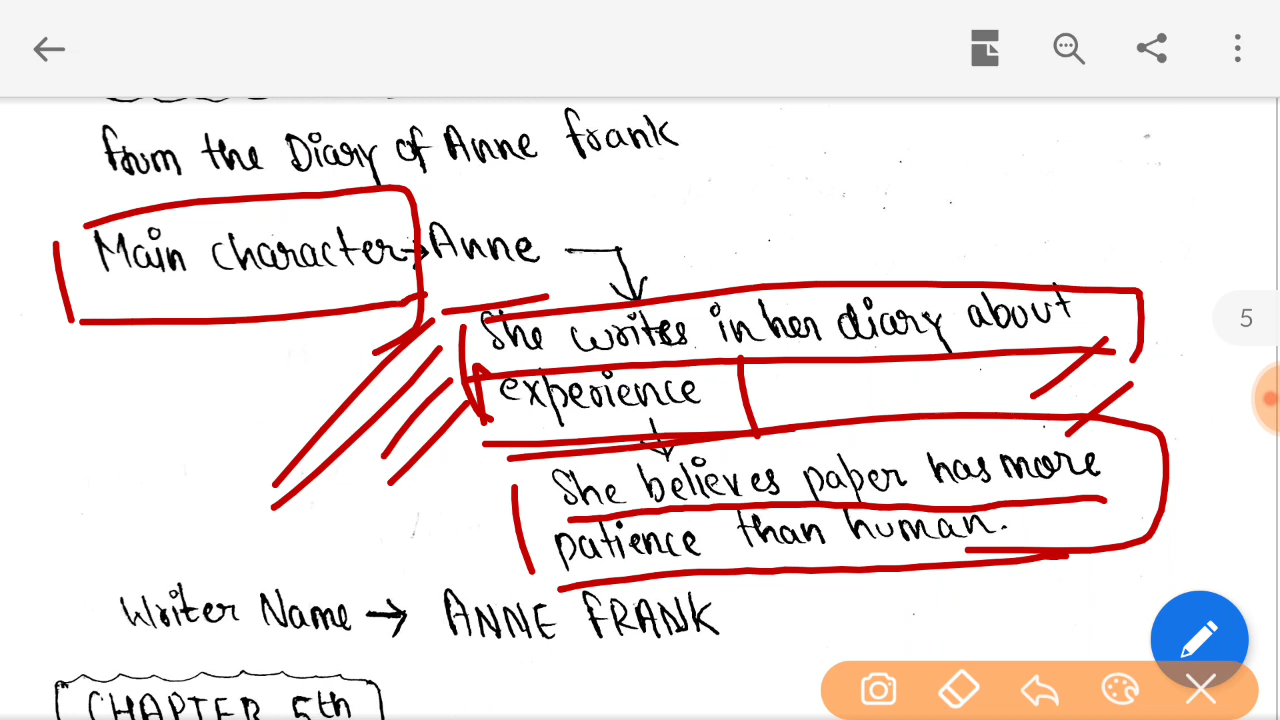 from the Diary of Anne frank
Main character → Anne
She writes in her diary about
experience
She believes paper has more
patience than human.
Writer Name → ANNE FRANK
CHAPTER 5th
5